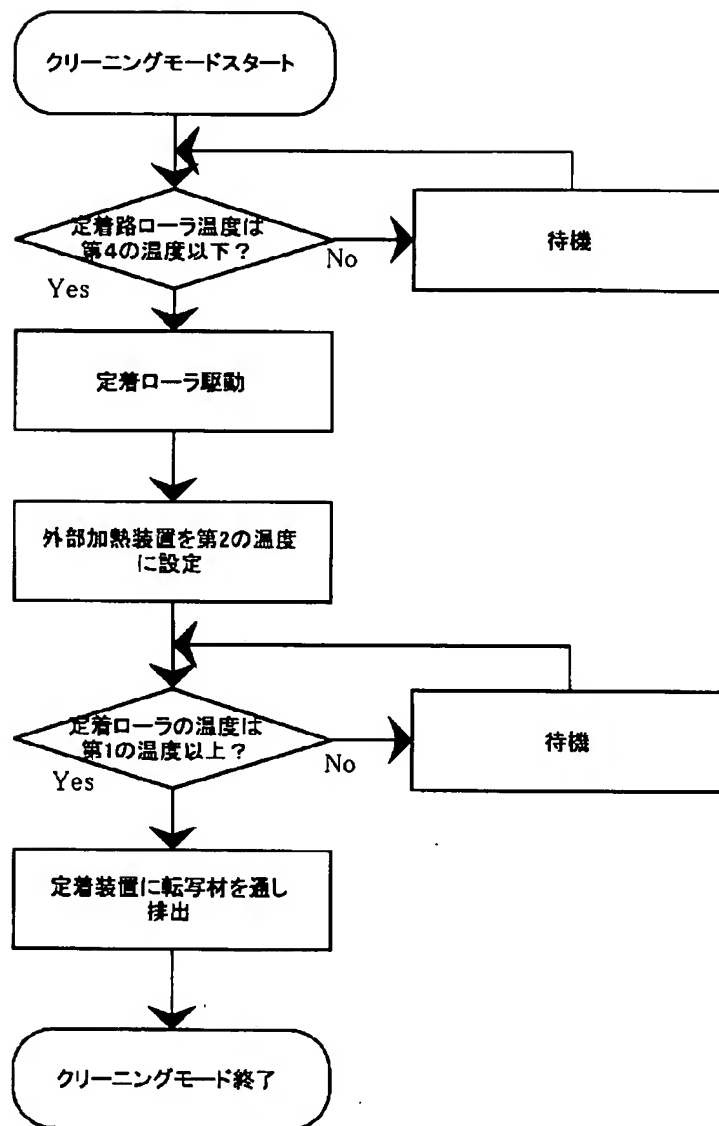 クリーニングモードスタート
定着路ローラ温度は
第4の温度以下？
No
待機
Yes
定着ローラ駆動
外部加熱装置を第2の温度
に設定
定着ローラの温度は
第1の温度以上？
No
待機
Yes
定着装置に転写材を通し
排出
クリーニングモード終了